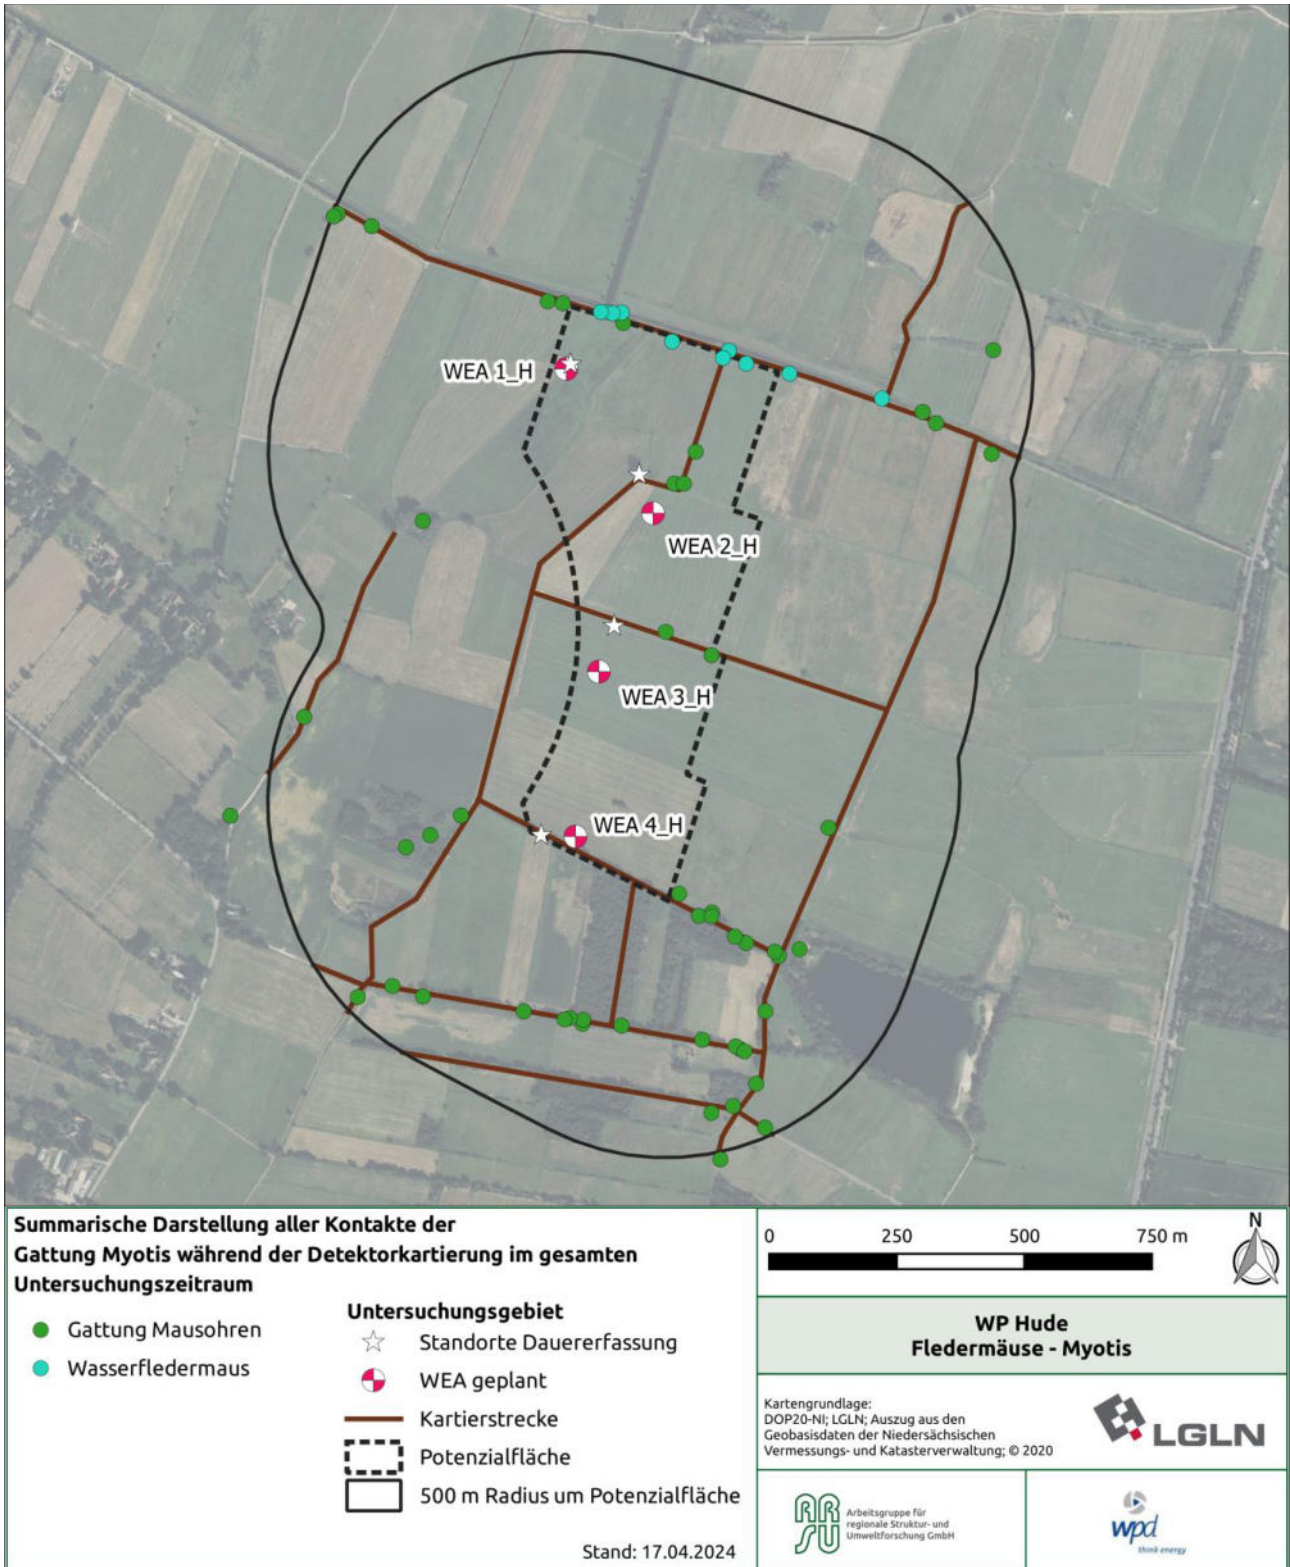 WEA 1_H
WEA 2_H
WEA 3_H
WEA 4_H
Summarische Darstellung aller Kontakte der
Gattung Myotis während der Detektorkartierung im gesamten
Untersuchungszeitraum
Gattung Mausohren
Wasserfledermaus
Untersuchungsgebiet
Standorte Dauererfassung
WEA geplant
Kartierstrecke
Potenzialfläche
500 m Radius um Potenzialfläche
Stand: 17.04.2024
0 250 500 750 m
N
WP Hude
Fledermäuse - Myotis
Kartengrundlage:
DOP20-NI; LGLN; Auszug aus den
Geobasisdaten der Niedersächsischen
Vermessungs- und Katasterverwaltung; © 2020
LGLN
ARSU
Arbeitsgruppe für
regionale Struktur- und
Umweltforschung GmbH
wpd
think energy